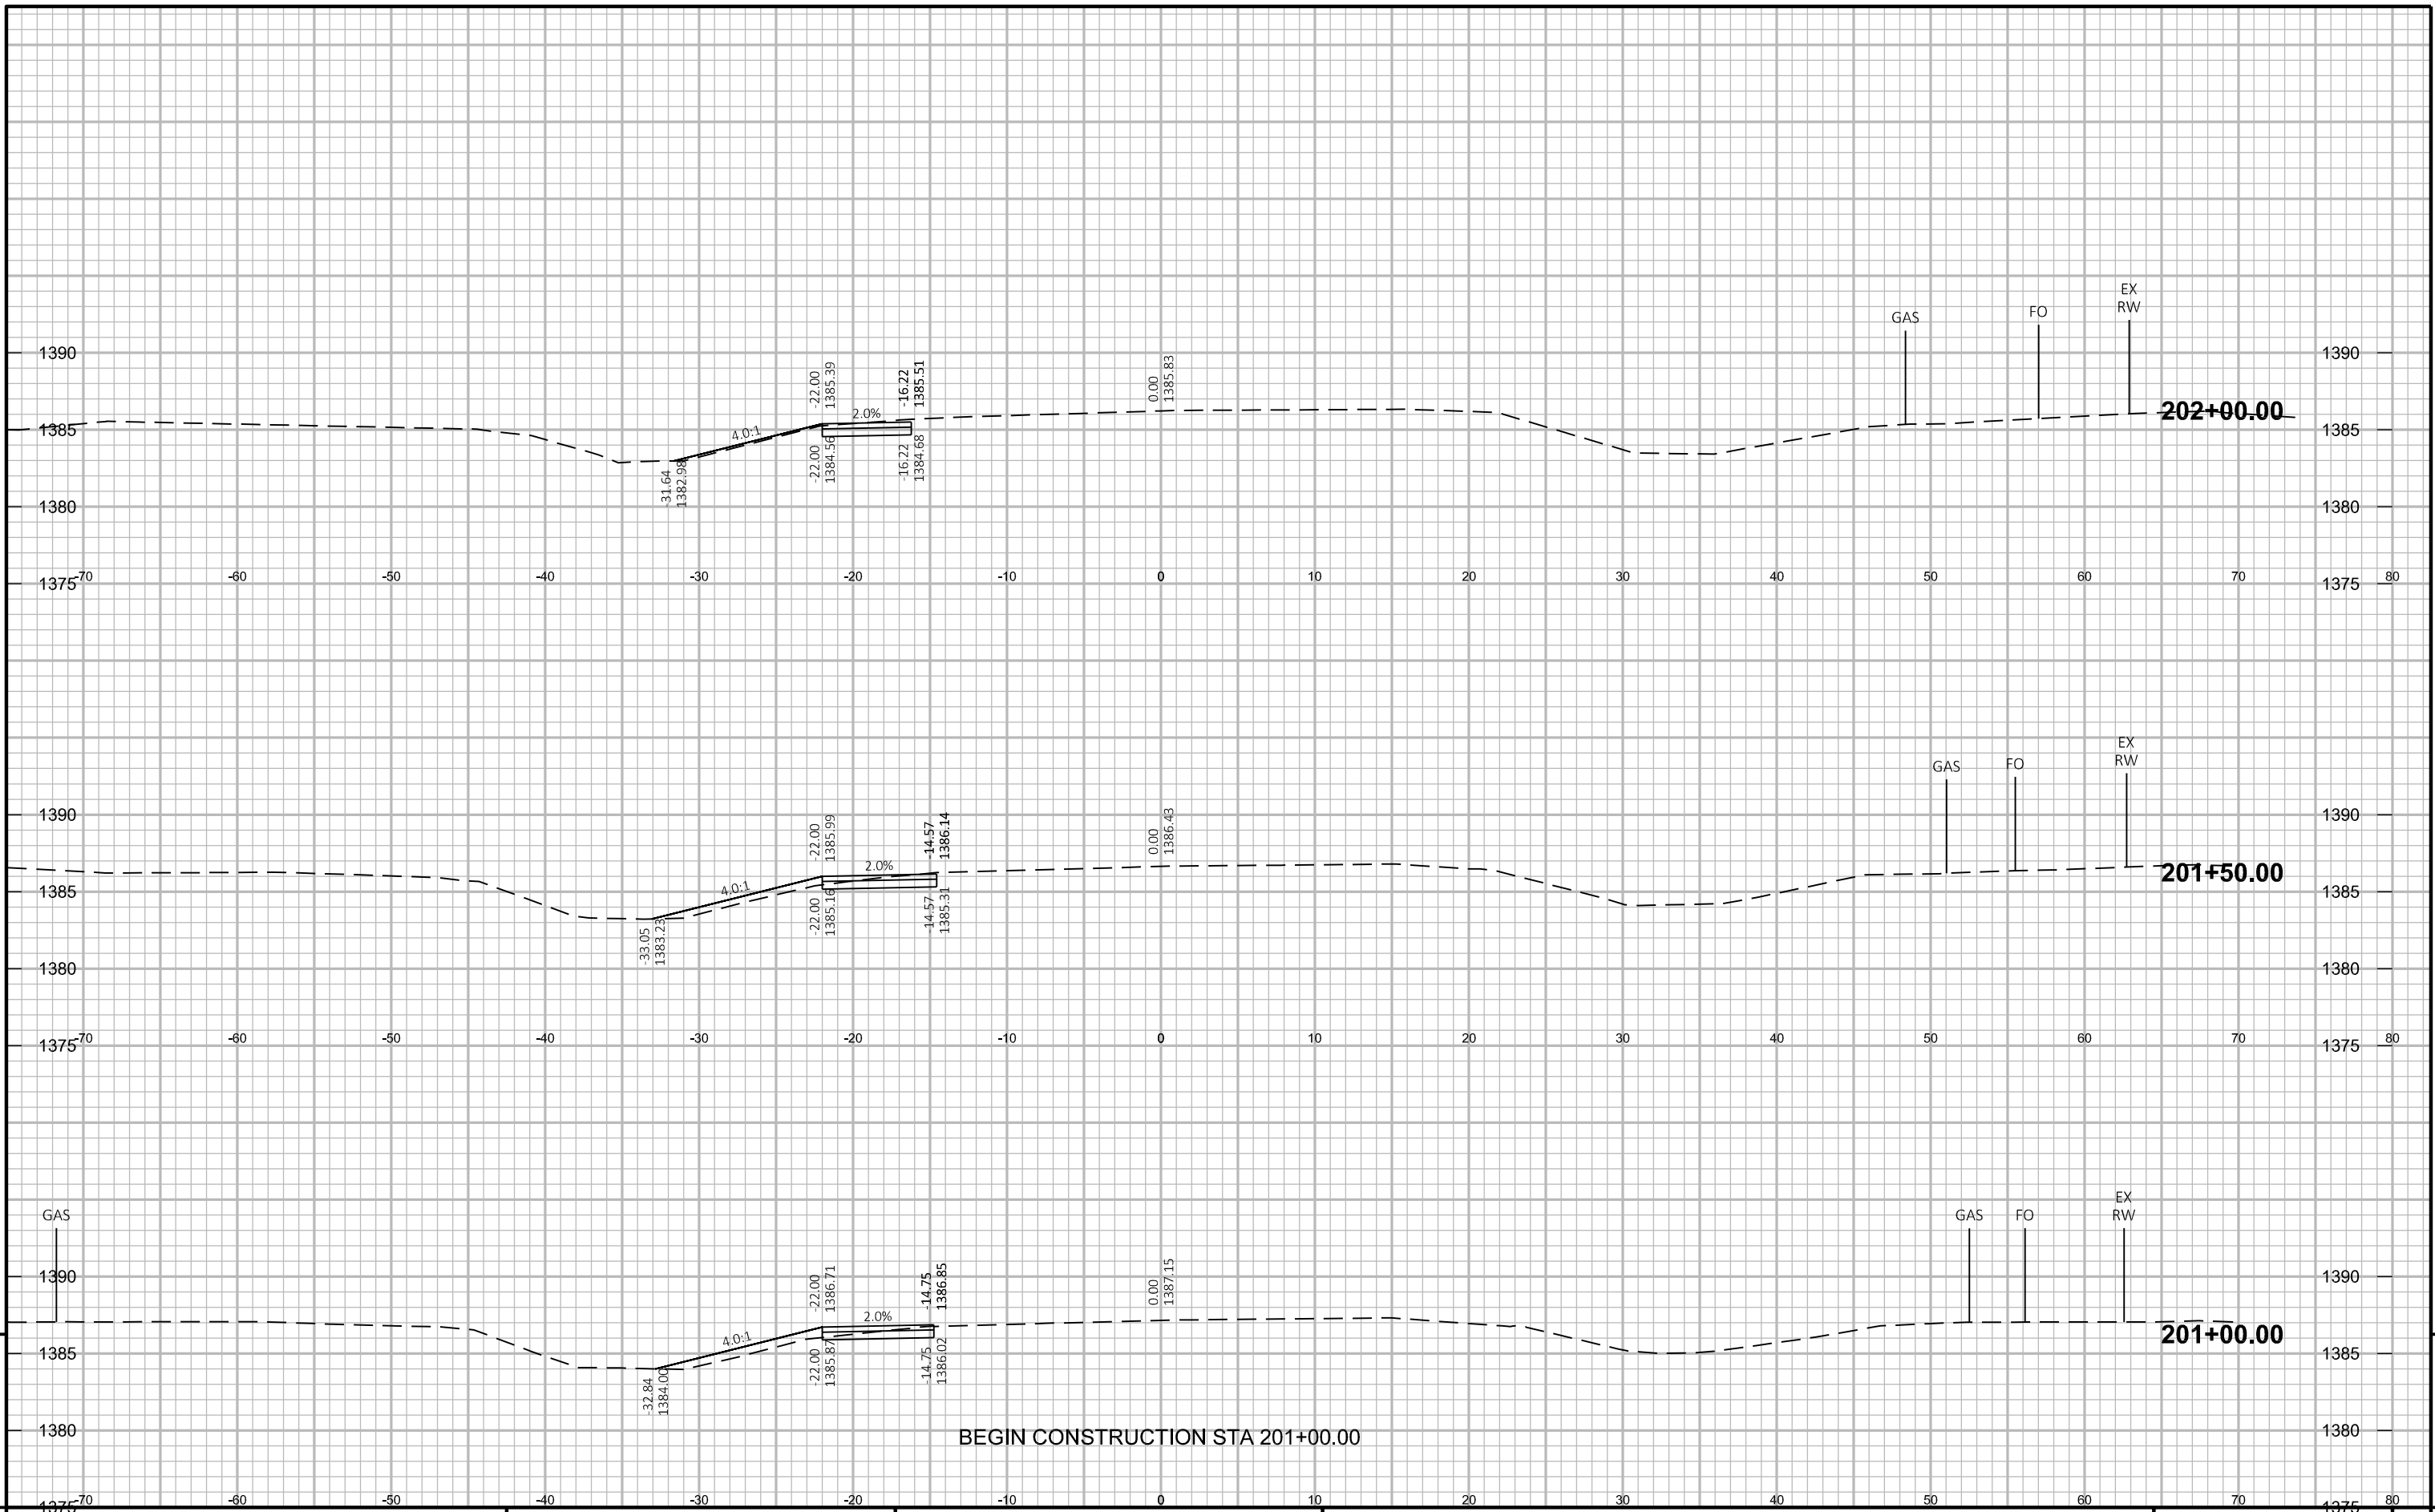 EX
GAS FO RW
1390 -22.00 1385.39 -16.22 1385.51 0.00 1385.83 1390
2.0%
4.0:1
1385 202+00.00 1385
-31.64 1382.98 -22.00 1384.56 -16.22 1384.68
1380 1380
1375 -70 -60 -50 -40 -30 -20 -10 0 10 20 30 40 50 60 70 1375 80
EX
GAS FO RW
1390 -22.00 1385.99 -14.57 1386.14 0.00 1386.43 1390
2.0%
4.0:1
1385 201+50.00 1385
-33.05 1383.23 -22.00 1385.16 -14.57 1385.31
1380 1380
1375 -70 -60 -50 -40 -30 -20 -10 0 10 20 30 40 50 60 70 1375 80
EX
GAS GAS FO RW
1390 -22.00 1386.71 -14.75 1386.85 0.00 1387.15 1390
2.0%
4.0:1
201+00.00
1385 1385
-32.84 1384.00 -22.00 1385.87 -14.75 1386.02
1380 1380
BEGIN CONSTRUCTION STA 201+00.00
1375 -70 -60 -50 -40 -30 -20 -10 0 10 20 30 40 50 60 70 1375 80